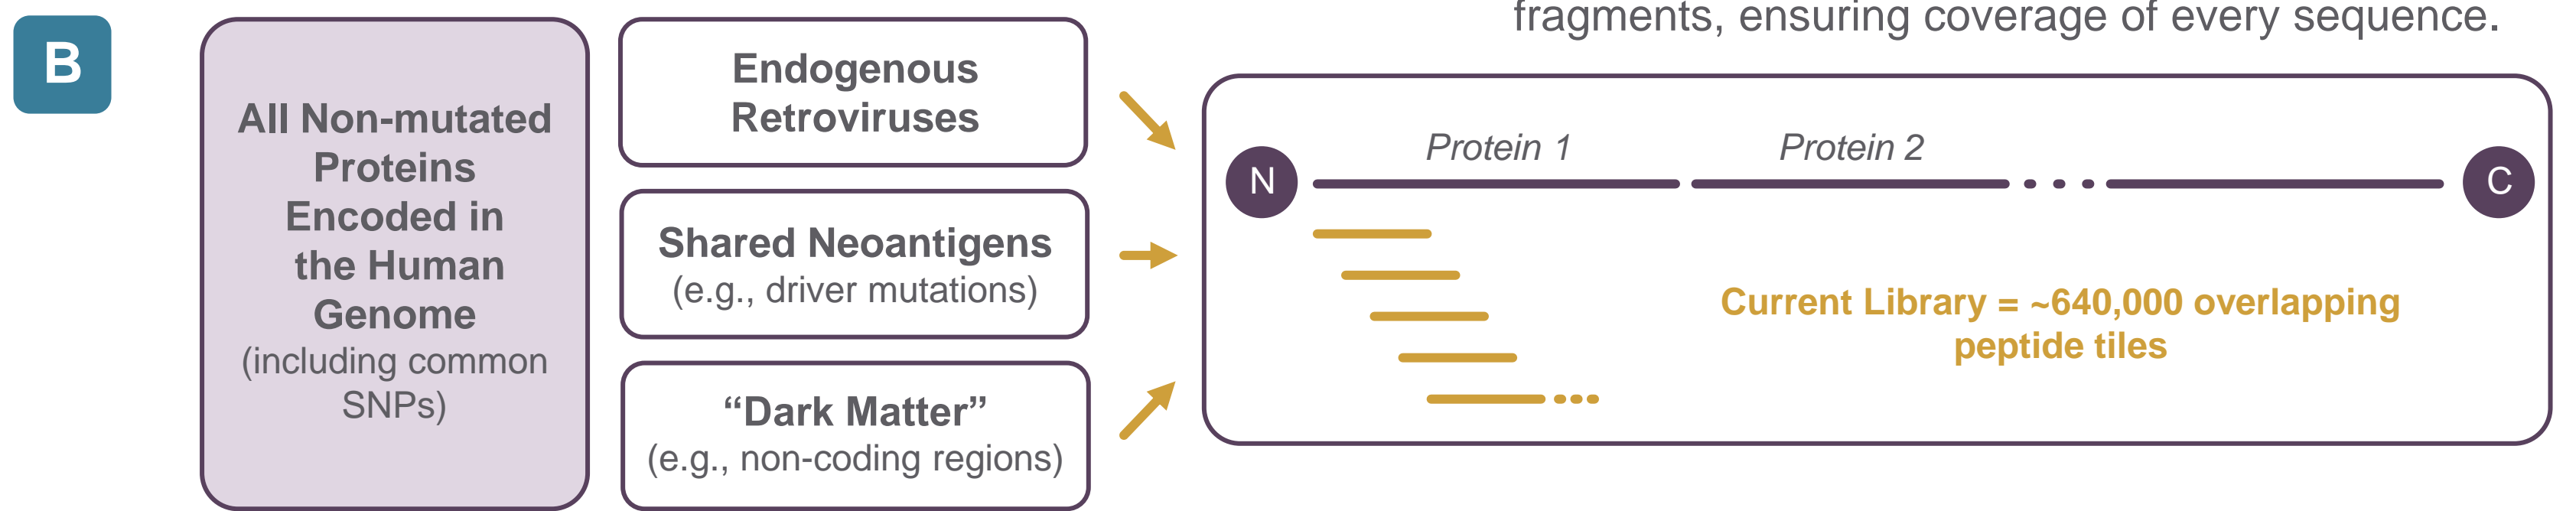 B
All Non-mutated
Proteins
Encoded in
the Human
Genome
(including common
SNPs)
Endogenous
Retroviruses
Shared Neoantigens
(e.g., driver mutations)
“Dark Matter”
(e.g., non-coding regions)
fragments, ensuring coverage of every sequence.
N
Protein 1
Protein 2
C
Current Library = ~640,000 overlapping
peptide tiles